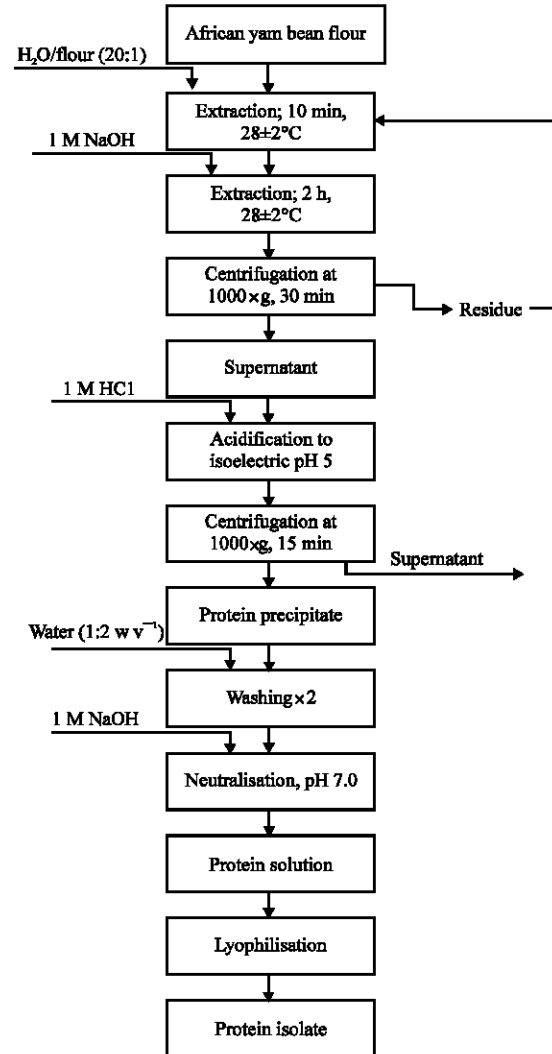 African yam bean flour
H₂O/flour (20:1)
Extraction; 10 min,
28±2°C
1 M NaOH
Extraction; 2 h,
28±2°C
Centrifugation at
1000×g, 30 min
Residue
Supernatant
1 M HC1
Acidification to
isoelectric pH 5
Centrifugation at
1000×g, 15 min
Supernatant
Protein precipitate
Water (1:2 w v⁻¹)
Washing×2
1 M NaOH
Neutralisation, pH 7.0
Protein solution
Lyophilisation
Protein isolate